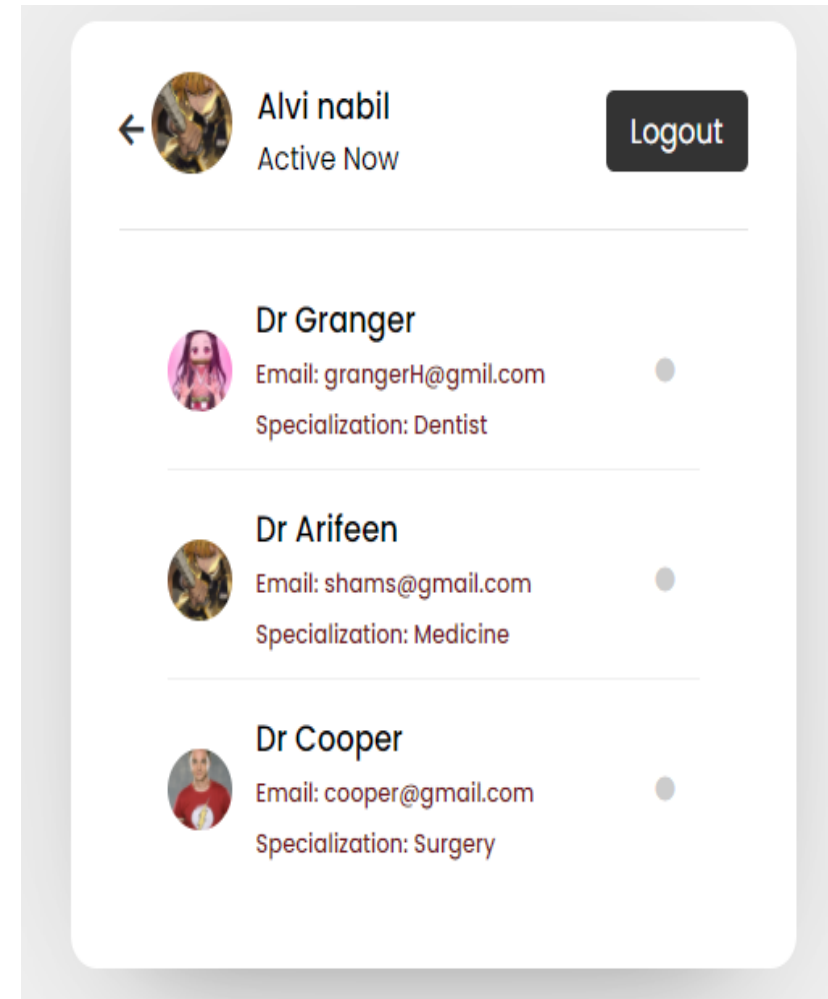 Alvi nabil
Active Now
Logout
Dr Granger
Email: grangerH@gmil.com
Specialization: Dentist
Dr Arifeen
Email: shams@gmail.com
Specialization: Medicine
Dr Cooper
Email: cooper@gmail.com
Specialization: Surgery